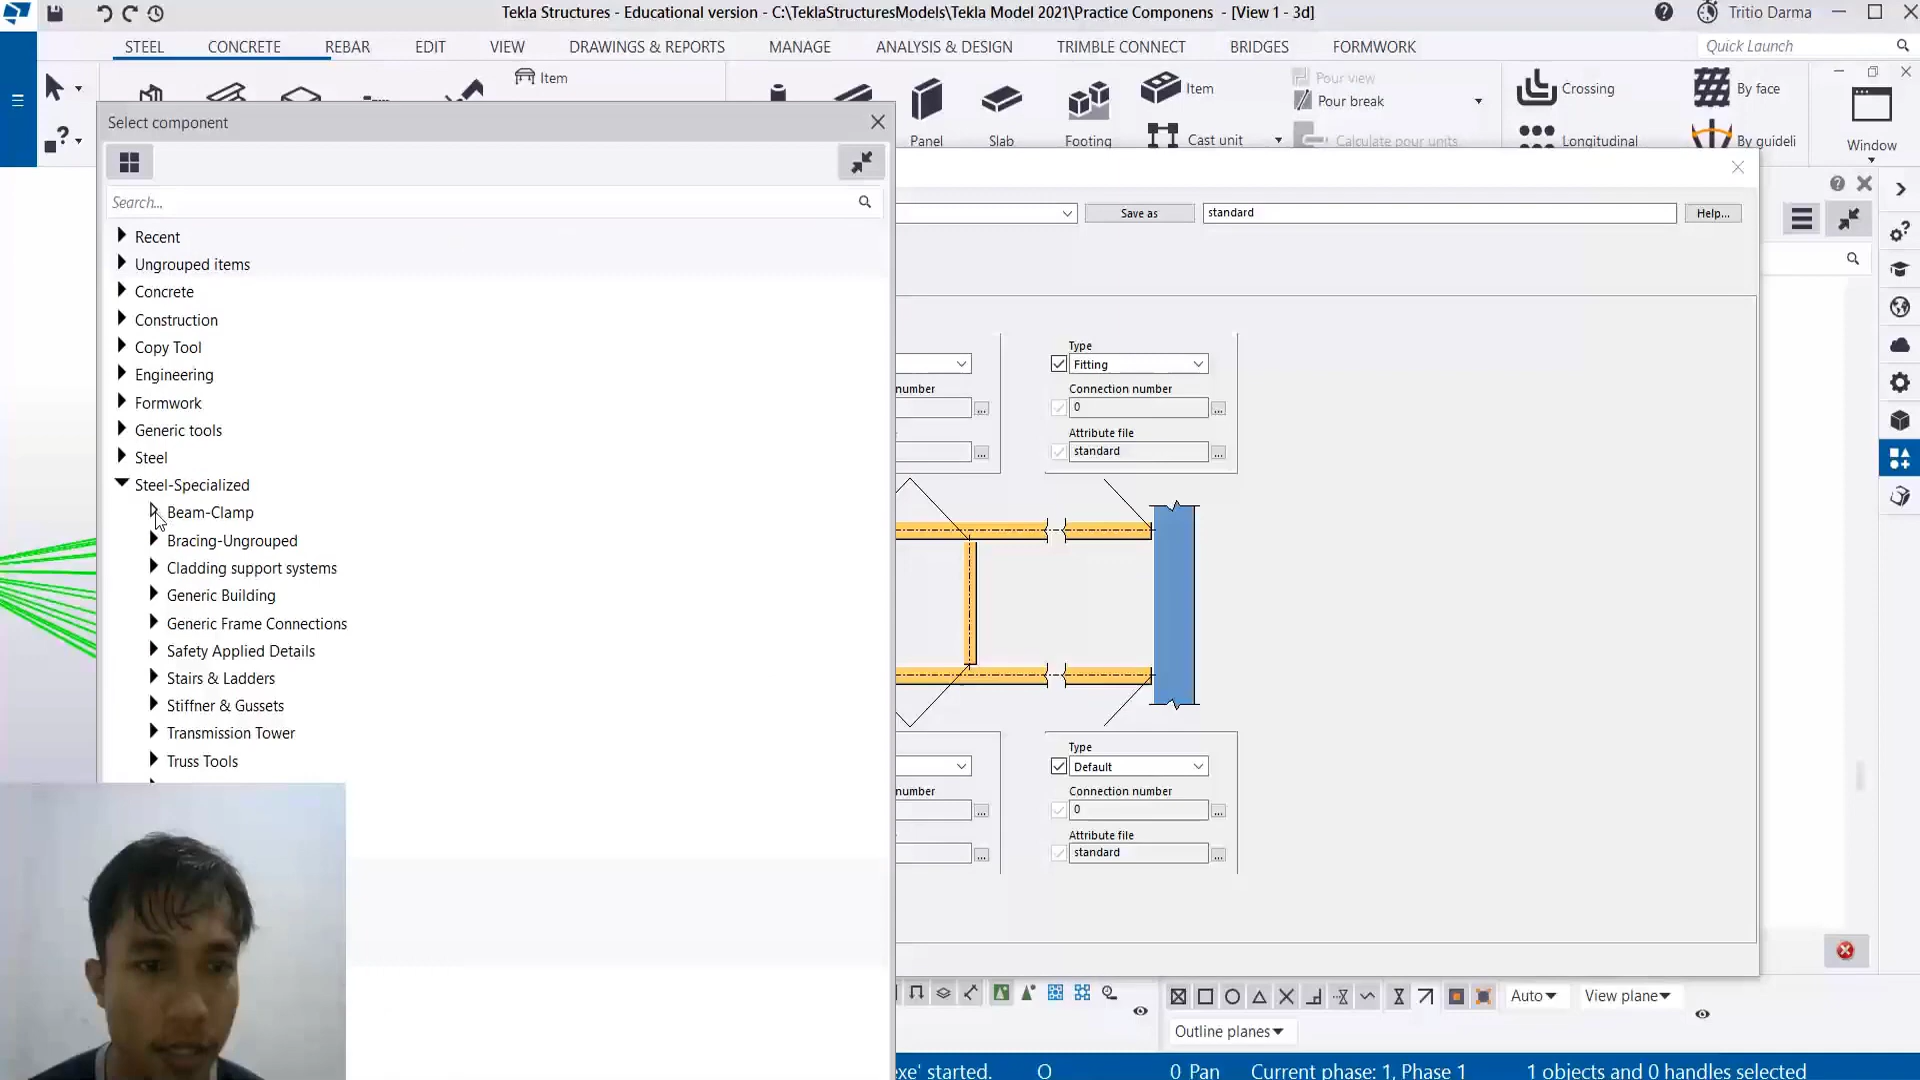 Tekla Structures - Educational version - C:\TeklaStructuresModels\Tekla Model 2021\Practice Componens - [View 1 - 3d]
Tritio Darma
STEEL CONCRETE REBAR EDIT VIEW DRAWINGS & REPORTS MANAGE ANALYSIS & DESIGN TRIMBLE CONNECT BRIDGES FORMWORK
Quick Launch
Item
Panel
Slab
Footing
Item
Cast unit
Pour view
Pour break
Calculate pour units
Crossing
Longitudinal
By face
By guideli
Window
Select component
Search...
Recent
Ungrouped items
Concrete
Construction
Copy Tool
Engineering
Formwork
Generic tools
Steel
Steel-Specialized
Beam-Clamp
Bracing-Ungrouped
Cladding support systems
Generic Building
Generic Frame Connections
Safety Applied Details
Stairs & Ladders
Stiffner & Gussets
Transmission Tower
Truss Tools
Save as
standard
Help...
number
...
...
Type
Fitting
Connection number
0
...
Attribute file
standard
...
number
...
...
Type
Default
Connection number
0
...
Attribute file
standard
...
Auto
View plane
Outline planes
xe' started.
O
0 Pan
Current phase: 1, Phase 1
1 objects and 0 handles selected